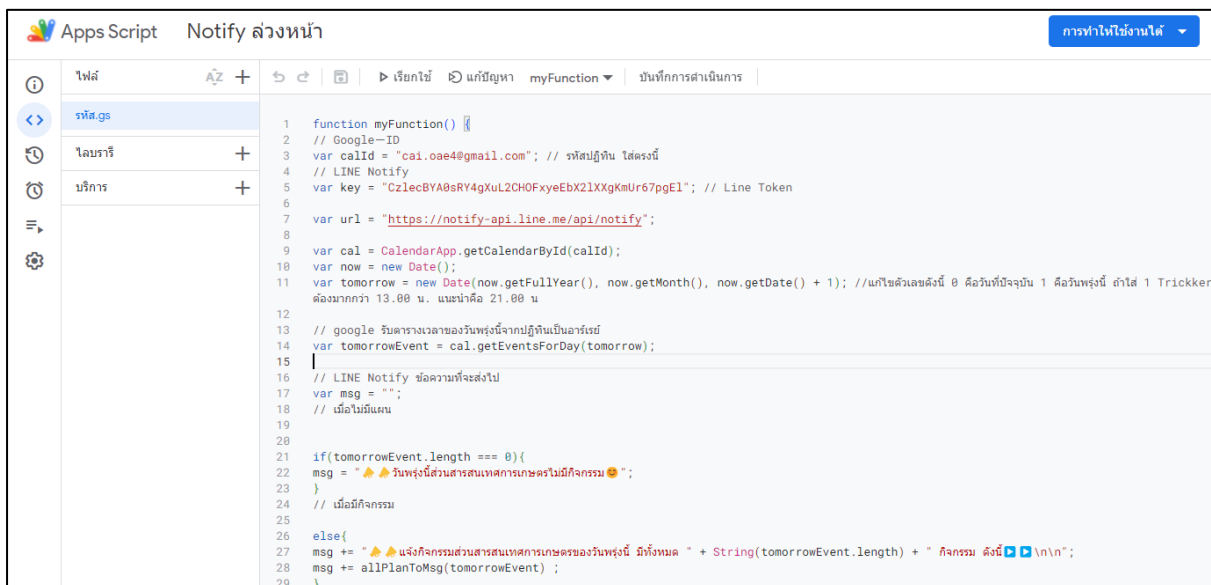 Apps Script Notify ล่วงหน้า
การทำให้ใช้งานได้
ไฟล์
เรียกใช้ แก้ปัญหา myFunction บันทึกการดำเนินการ
รหัส.gs
ไลบรารี
บริการ
1 function myFunction() {
2 // Google-ID
3 var calId = "cai.oae4@gmail.com"; // รหัสปฏิทิน ใส่ตรงนี้
4 // LINE Notify
5 var key = "CzlecBYA0sRY4gXuL2CHOFxyeEbX2lXXgKmUr67pgEl"; // Line Token
6
7 var url = "https://notify-api.line.me/api/notify";
8
9 var cal = CalendarApp.getCalendarById(calId);
10 var now = new Date();
11 var tomorrow = new Date(now.getFullYear(), now.getMonth(), now.getDate() + 1); //แก้ไขตัวเลขดังนี้ 0 คือวันที่ปัจจุบัน 1 คือวันพรุ่งนี้ ถ้าใส่ 1 Trickker
ต้องมากกว่า 13.00 น. แนะนำคือ 21.00 น
12
13 // google รับตารางเวลาของวันพรุ่งนี้จากปฏิทินเป็นอาร์เรย์
14 var tomorrowEvent = cal.getEventsForDay(tomorrow);
15
16 // LINE Notify ข้อความที่จะส่งไป
17 var msg = "";
18 // เมื่อไม่มีแผน
19
20
21 if(tomorrowEvent.length === 0){
22 msg = "📣📣วันพรุ่งนี้ส่วนสารสนเทศการเกษตรไม่มีกิจกรรม😊";
23 }
24 // เมื่อมีกิจกรรม
25
26 else{
27 msg += "📣📣แจ้งกิจกรรมส่วนสารสนเทศการเกษตรของวันพรุ่งนี้ มีทั้งหมด " + String(tomorrowEvent.length) + " กิจกรรม ดังนี้▶️▶️\n\n";
28 msg += allPlanToMsg(tomorrowEvent) ;
29 }